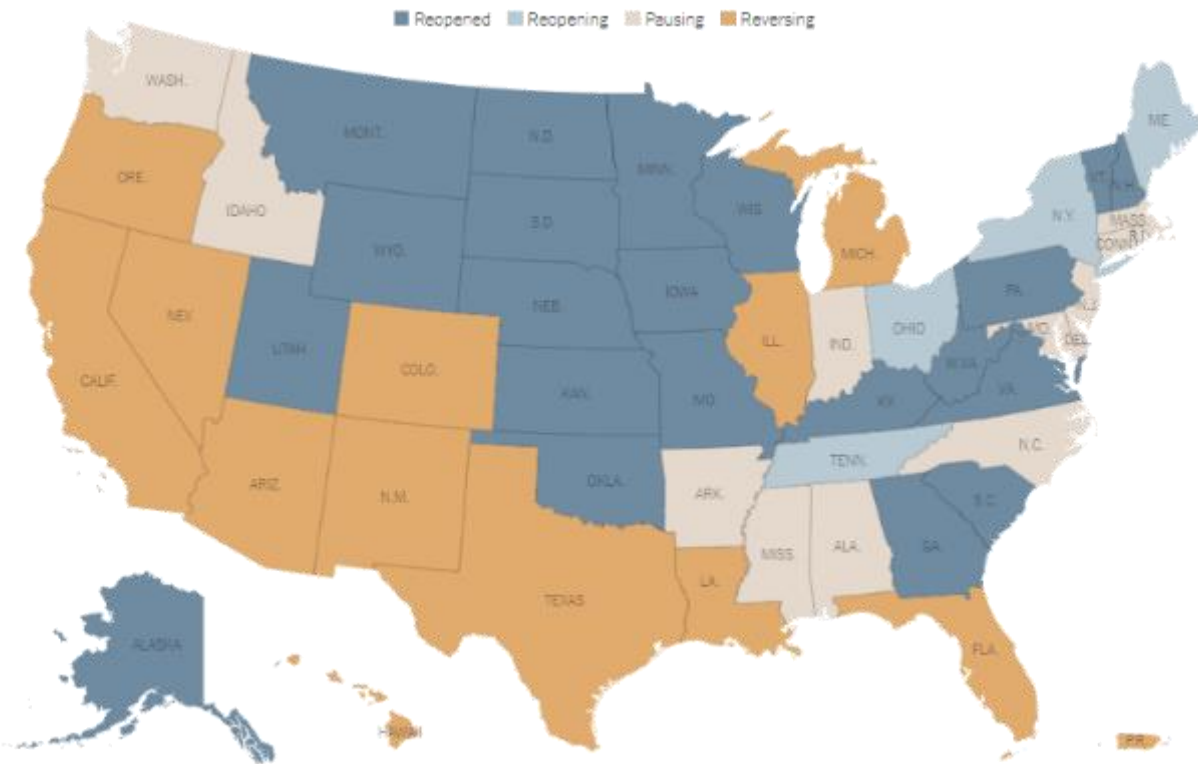 Reopened Reopening Pausing Reversing
WASH.
ME.
MONT.
N.D.
MINN.
ORE.
VT.
N.H.
IDAHO
S.D.
WIS.
N.Y.
MASS.
R.I.
CONN.
WYO.
MICH.
IOWA
PA.
NEB.
N.J.
NEV.
OHIO
MD.
ILL.
IND.
DEL.
UTAH
COLO.
W.VA.
CALIF.
KAN.
MO.
KY.
VA.
N.C.
TENN.
ARIZ.
OKLA.
N.M.
ARK.
S.C.
MISS.
ALA.
GA.
LA.
TEXAS
ALASKA
FLA.
HAWAII
P.R.